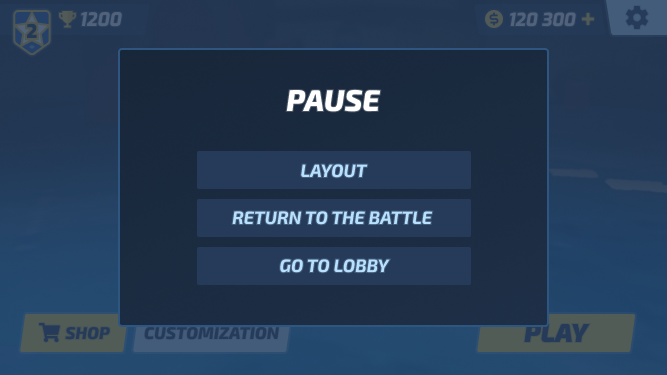 2
1200
120 300 +
PAUSE
LAYOUT
RETURN TO THE BATTLE
GO TO LOBBY
SHOP
CUSTOMIZATION
PLAY